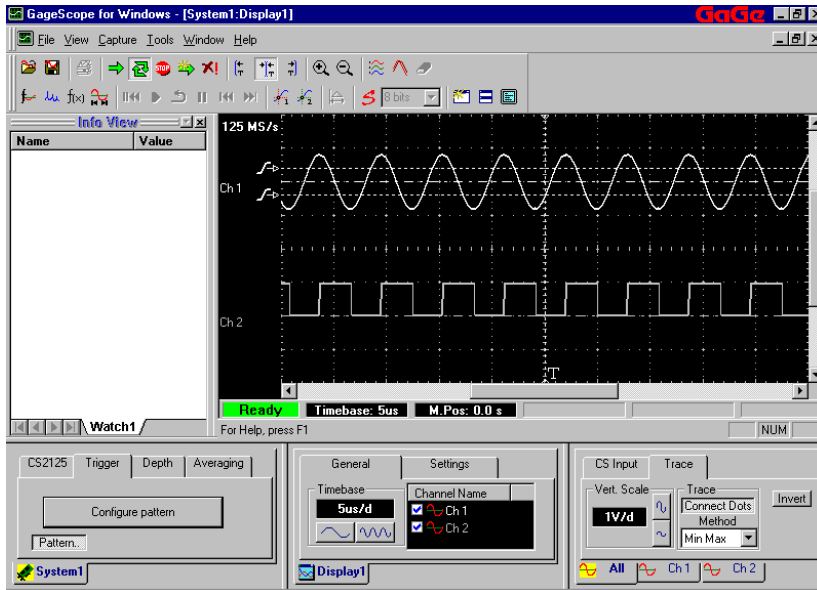 GageScope for Windows - [System1:Display1]
GaGe
File View Capture Tools Window Help
STOP
f(x)
8 bits
Info View
Name Value
125 MS/s
Ch 1
Ch 2
T
Ready Timebase: 5us M.Pos: 0.0 s
Watch1
For Help, press F1
NUM
CS2125 Trigger Depth Averaging
Configure pattern
Pattern..
System1
General Settings
Timebase
5us/d
Channel Name
Ch 1
Ch 2
Display1
CS Input Trace
Vert. Scale
1V/d
Trace
Connect Dots
Method
Min Max
Invert
All Ch 1 Ch 2